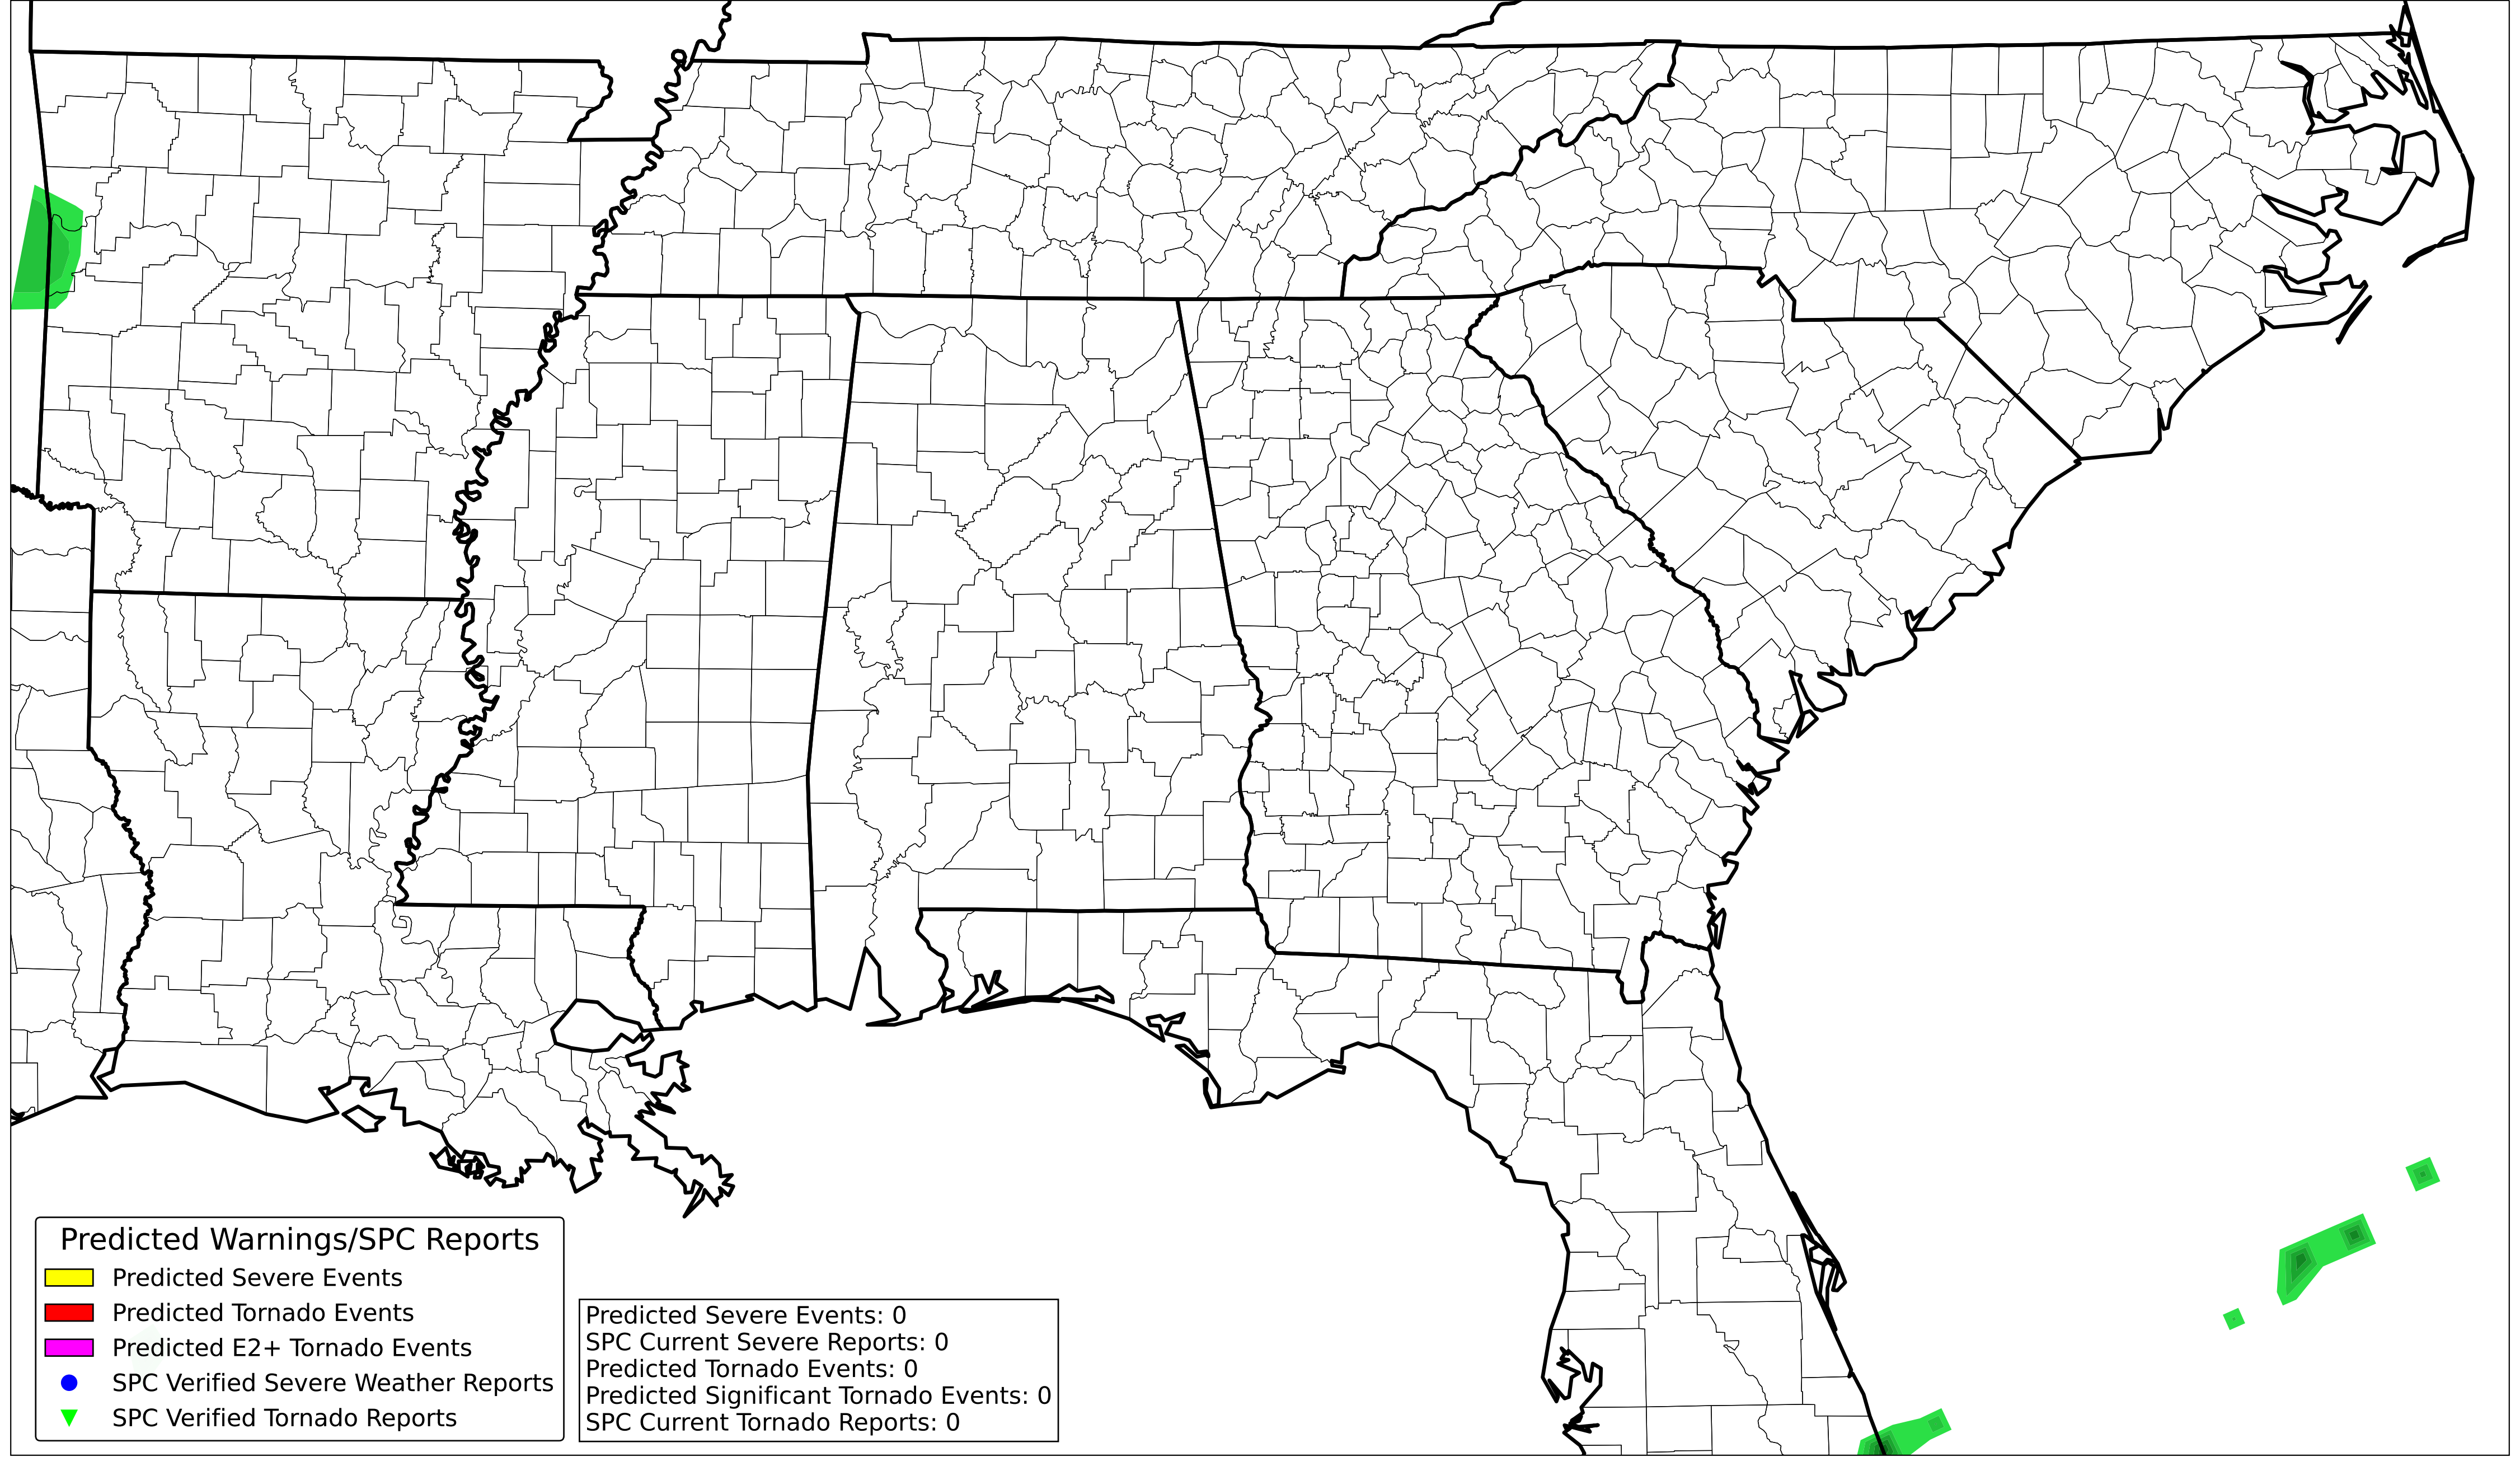 Predicted Warnings/SPC Reports
Predicted Severe Events
Predicted Tornado Events
Predicted E2+ Tornado Events
SPC Verified Severe Weather Reports
SPC Verified Tornado Reports
Predicted Severe Events: 0
SPC Current Severe Reports: 0
Predicted Tornado Events: 0
Predicted Significant Tornado Events: 0
SPC Current Tornado Reports: 0